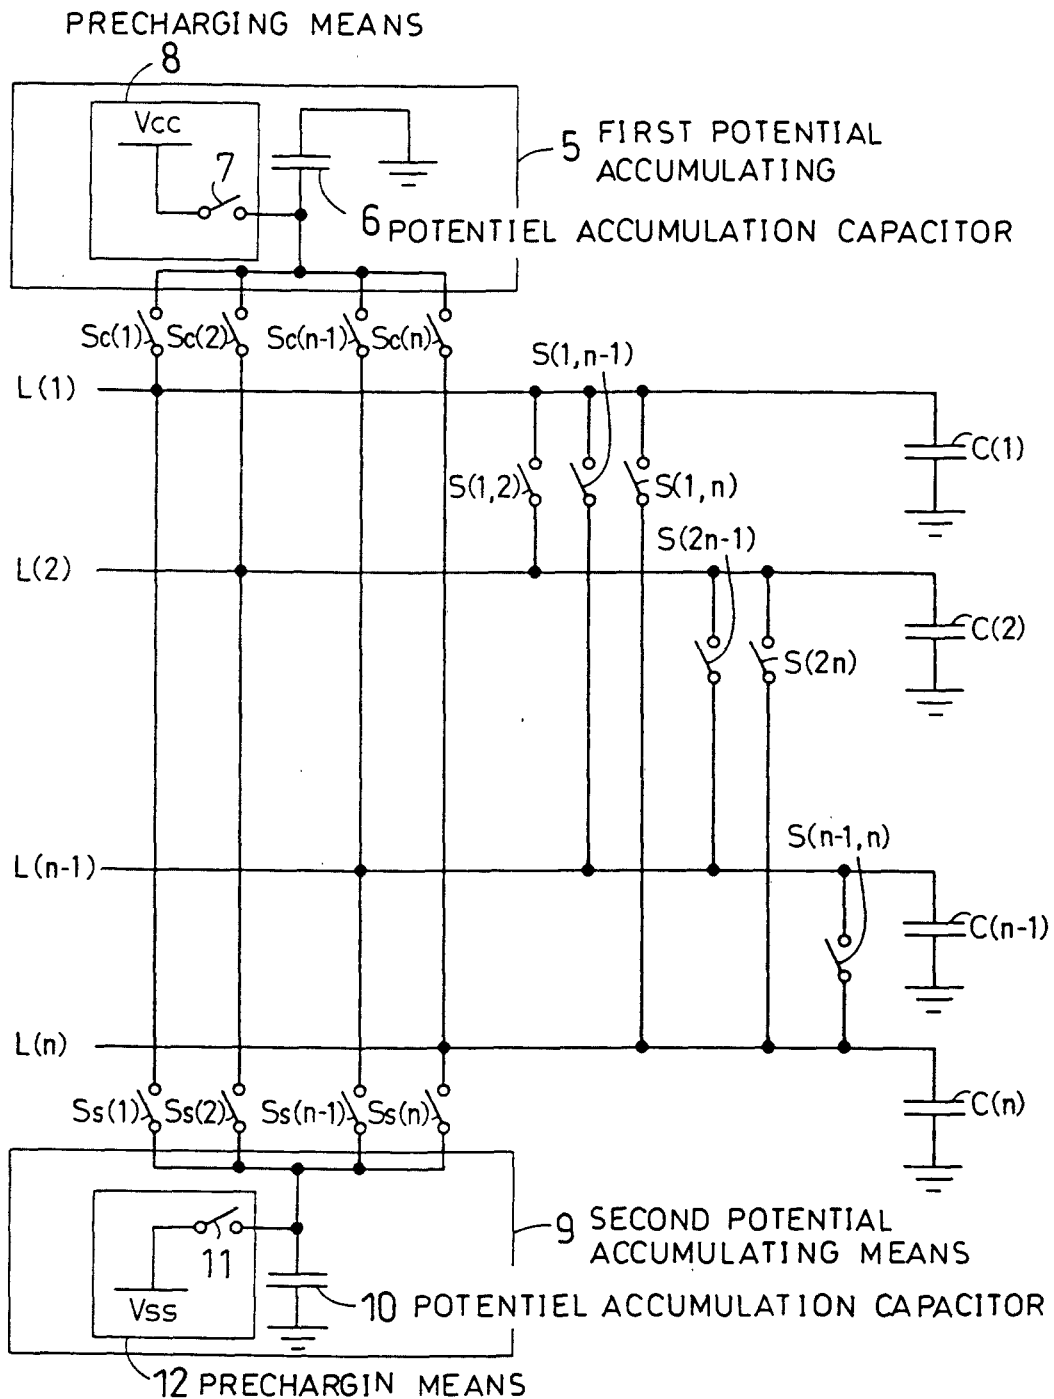 PRECHARGING MEANS
8
Vcc
7
5 FIRST POTENTIAL
ACCUMULATING
6 POTENTIEL ACCUMULATION CAPACITOR
Sc(1) Sc(2) Sc(n-1) Sc(n)
S(1,n-1)
L(1)
C(1)
S(1,2)
S(1,n)
S(2n-1)
L(2)
C(2)
S(2n)
S(n-1,n)
L(n-1)
C(n-1)
L(n)
C(n)
Ss(1) Ss(2) Ss(n-1) Ss(n)
9 SECOND POTENTIAL
ACCUMULATING MEANS
11
Vss
10 POTENTIEL ACCUMULATION CAPACITOR
12 PRECHARGIN MEANS